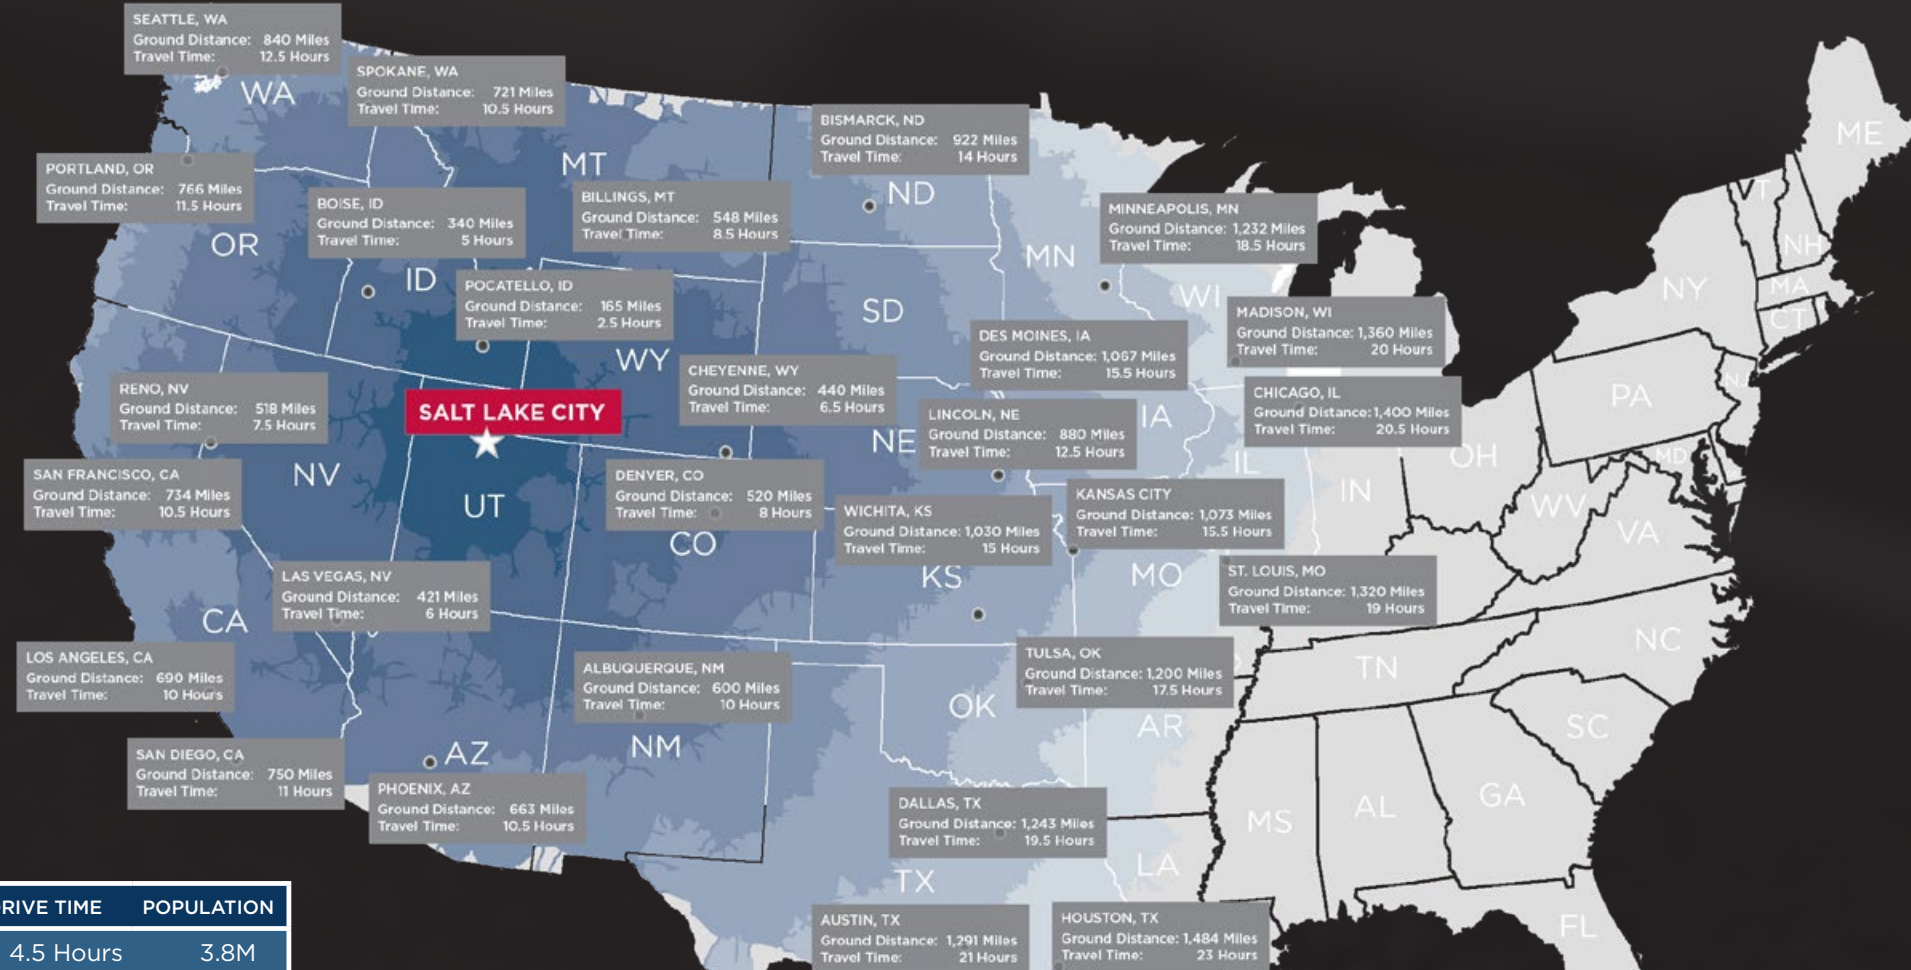 SEATTLE, WA
Ground Distance: 840 Miles
Travel Time: 12.5 Hours
SPOKANE, WA
Ground Distance: 721 Miles
Travel Time: 10.5 Hours
WA
BISMARCK, ND
Ground Distance: 922 Miles
Travel Time: 14 Hours
ME
PORTLAND, OR
Ground Distance: 766 Miles
Travel Time: 11.5 Hours
MT
BOISE, ID
Ground Distance: 340 Miles
Travel Time: 5 Hours
BILLINGS, MT
Ground Distance: 548 Miles
Travel Time: 8.5 Hours
ND
MINNEAPOLIS, MN
Ground Distance: 1,232 Miles
Travel Time: 18.5 Hours
VT
NH
OR
ID
MN
POCATELLO, ID
Ground Distance: 165 Miles
Travel Time: 2.5 Hours
SD
WI
NY
MA
CT
MADISON, WI
Ground Distance: 1,360 Miles
Travel Time: 20 Hours
DES MOINES, IA
Ground Distance: 1,067 Miles
Travel Time: 15.5 Hours
WY
CHEYENNE, WY
Ground Distance: 440 Miles
Travel Time: 6.5 Hours
RENO, NV
Ground Distance: 518 Miles
Travel Time: 7.5 Hours
SALT LAKE CITY
CHICAGO, IL
Ground Distance: 1,400 Miles
Travel Time: 20.5 Hours
PA
NJ
LINCOLN, NE
Ground Distance: 880 Miles
Travel Time: 12.5 Hours
NE
IA
IL
IN
OH
MD
SAN FRANCISCO, CA
Ground Distance: 734 Miles
Travel Time: 10.5 Hours
NV
UT
DENVER, CO
Ground Distance: 520 Miles
Travel Time: 8 Hours
CO
WICHITA, KS
Ground Distance: 1,030 Miles
Travel Time: 15 Hours
KANSAS CITY
Ground Distance: 1,073 Miles
Travel Time: 15.5 Hours
WV
VA
KS
MO
ST. LOUIS, MO
Ground Distance: 1,320 Miles
Travel Time: 19 Hours
LAS VEGAS, NV
Ground Distance: 421 Miles
Travel Time: 6 Hours
CA
NC
LOS ANGELES, CA
Ground Distance: 690 Miles
Travel Time: 10 Hours
ALBUQUERQUE, NM
Ground Distance: 600 Miles
Travel Time: 10 Hours
TULSA, OK
Ground Distance: 1,200 Miles
Travel Time: 17.5 Hours
TN
OK
AR
SC
NM
AZ
SAN DIEGO, CA
Ground Distance: 750 Miles
Travel Time: 11 Hours
PHOENIX, AZ
Ground Distance: 663 Miles
Travel Time: 10.5 Hours
DALLAS, TX
Ground Distance: 1,243 Miles
Travel Time: 19.5 Hours
MS
AL
GA
LA
TX
FL
AUSTIN, TX
Ground Distance: 1,291 Miles
Travel Time: 21 Hours
HOUSTON, TX
Ground Distance: 1,484 Miles
Travel Time: 23 Hours
RIVE TIME POPULATION
4.5 Hours 3.8M